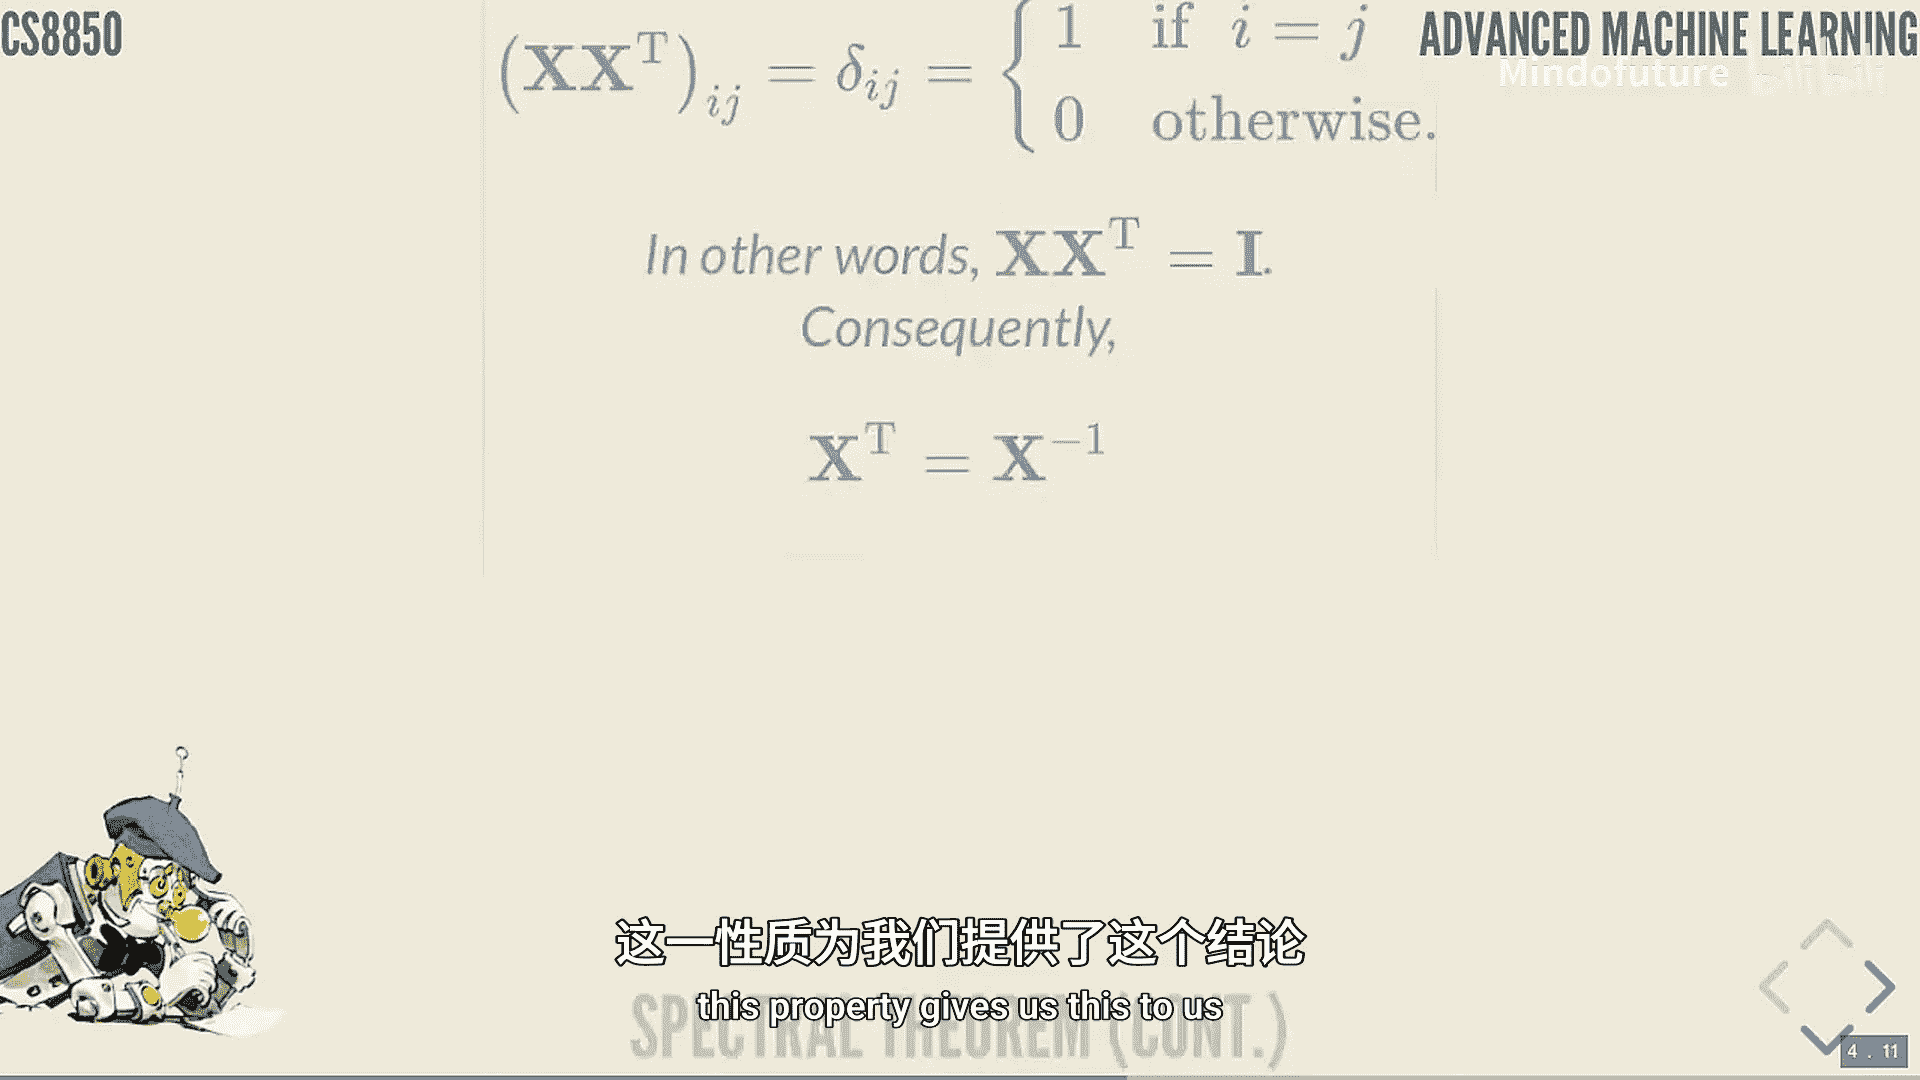 CS8850
ADVANCED MACHINE LEARNING
Mindofuture bilibili
(XXᵀ)ᵢⱼ = δᵢⱼ = { 1 if i = j
0 otherwise.
In other words, XXᵀ = I.
Consequently,
Xᵀ = X⁻¹
这一性质为我们提供了这个结论
this property gives us this to us
SPECTRAL THEOREM (CONT.)
4 . 11